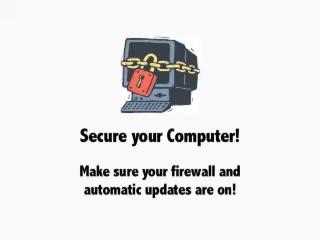 Secure your Computer!
Make sure your firewall and
automatic updates are on!